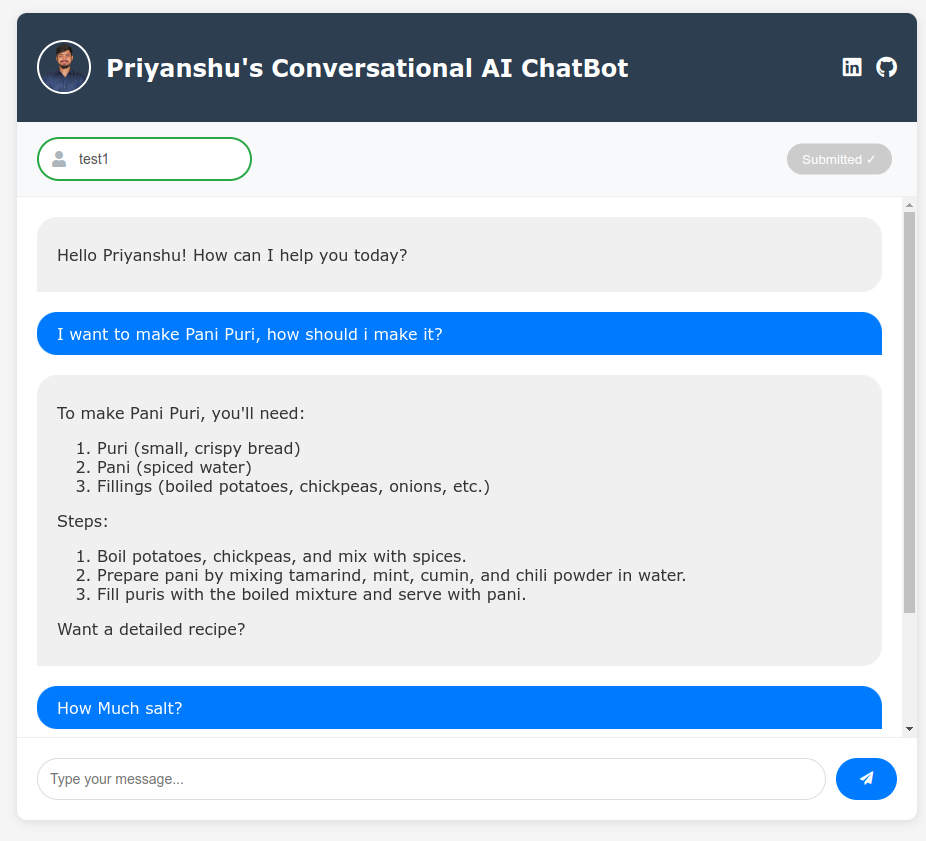 Priyanshu's Conversational AI ChatBot
in
test1
Submitted ✓
Hello Priyanshu! How can I help you today?
I want to make Pani Puri, how should i make it?
To make Pani Puri, you'll need:
1. Puri (small, crispy bread)
2. Pani (spiced water)
3. Fillings (boiled potatoes, chickpeas, onions, etc.)
Steps:
1. Boil potatoes, chickpeas, and mix with spices.
2. Prepare pani by mixing tamarind, mint, cumin, and chili powder in water.
3. Fill puris with the boiled mixture and serve with pani.
Want a detailed recipe?
How Much salt?
Type your message...